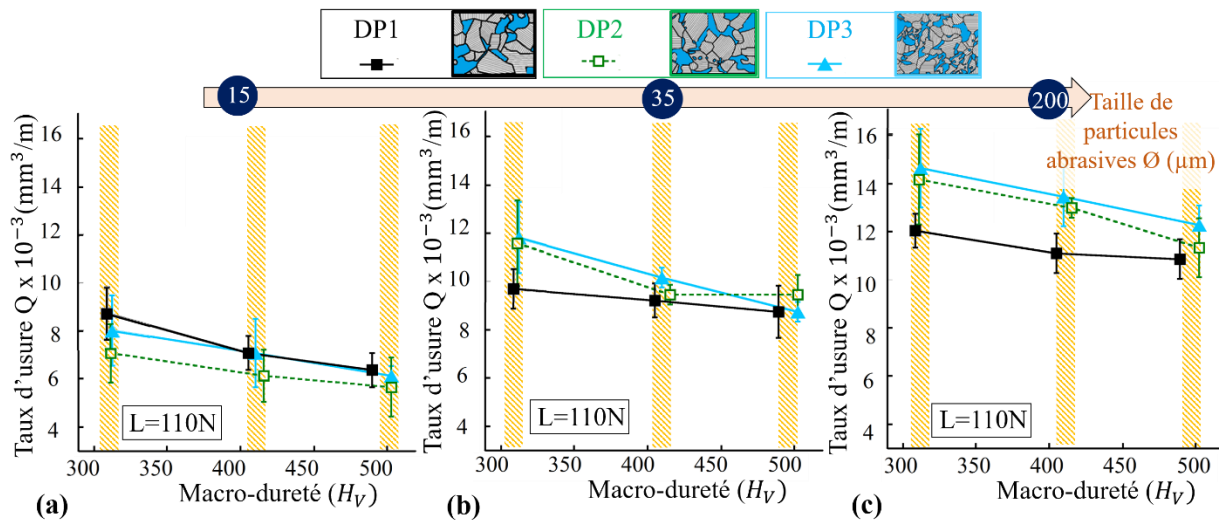 DP1
DP2
DP3
15
35
200
Taille de
particules
abrasives Ø (µm)
Taux d'usure Q x 10⁻³(mm³/m)
16
14
12
10
8
6
4
L=110N
300
350
400
450
500
Macro-dureté (H_V)
(a)
Taux d'usure Q x 10⁻³(mm³/m)
16
14
12
10
8
6
4
L=110N
300
350
400
450
500
Macro-dureté (H_V)
(b)
Taux d'usure Q x 10⁻³(mm³/m)
16
14
12
10
8
6
4
L=110N
300
350
400
450
500
Macro-dureté (H_V)
(c)